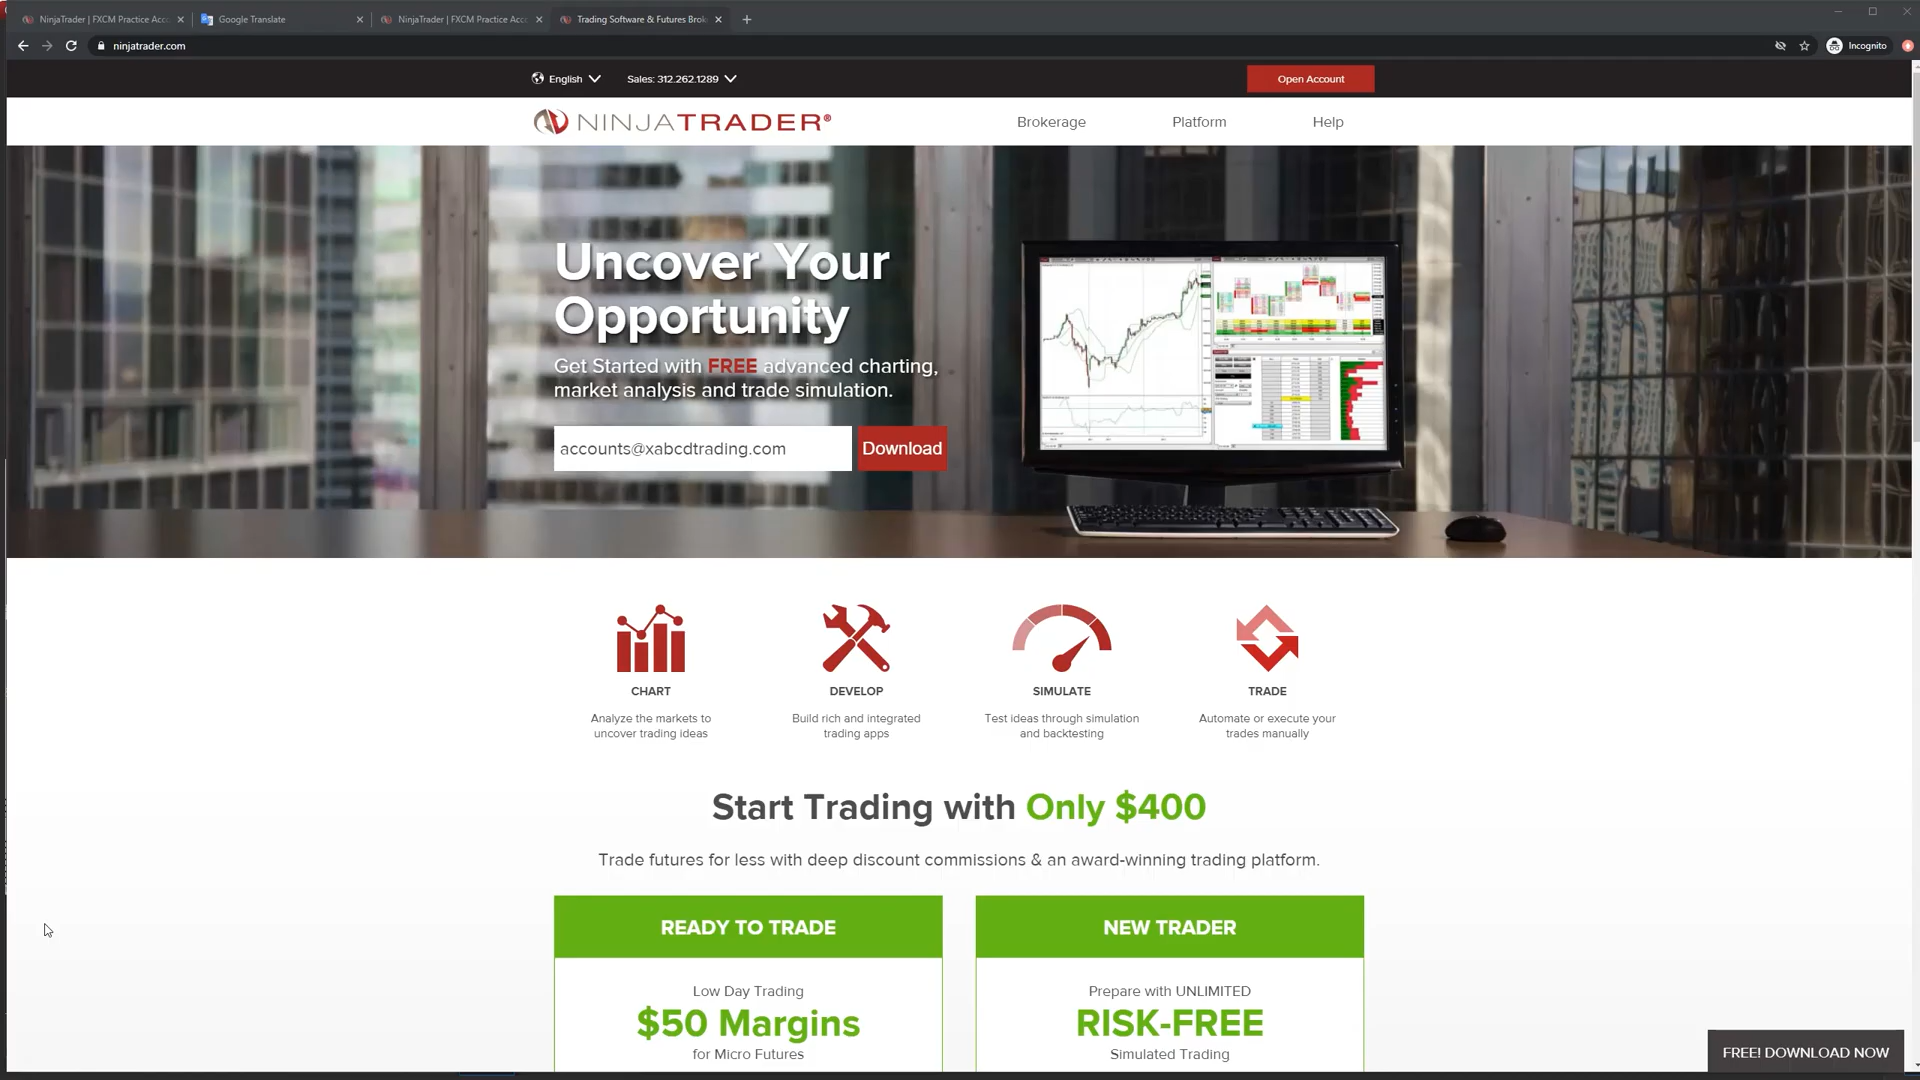 NinjaTrader | FXCM Practice Acco
Google Translate
NinjaTrader | FXCM Practice Acco
Trading Software & Futures Brok
ninjatrader.com
Incognito
English
Sales: 312.262.1289
Open Account
NINJATRADER®
Brokerage
Platform
Help
Uncover Your
Opportunity
Get Started with FREE advanced charting,
market analysis and trade simulation.
accounts@xabcdtrading.com
Download
CHART
Analyze the markets to
uncover trading ideas
DEVELOP
Build rich and integrated
trading apps
SIMULATE
Test ideas through simulation
and backtesting
TRADE
Automate or execute your
trades manually
Start Trading with Only $400
Trade futures for less with deep discount commissions & an award-winning trading platform.
READY TO TRADE
Low Day Trading
$50 Margins
for Micro Futures
NEW TRADER
Prepare with UNLIMITED
RISK-FREE
Simulated Trading
FREE! DOWNLOAD NOW